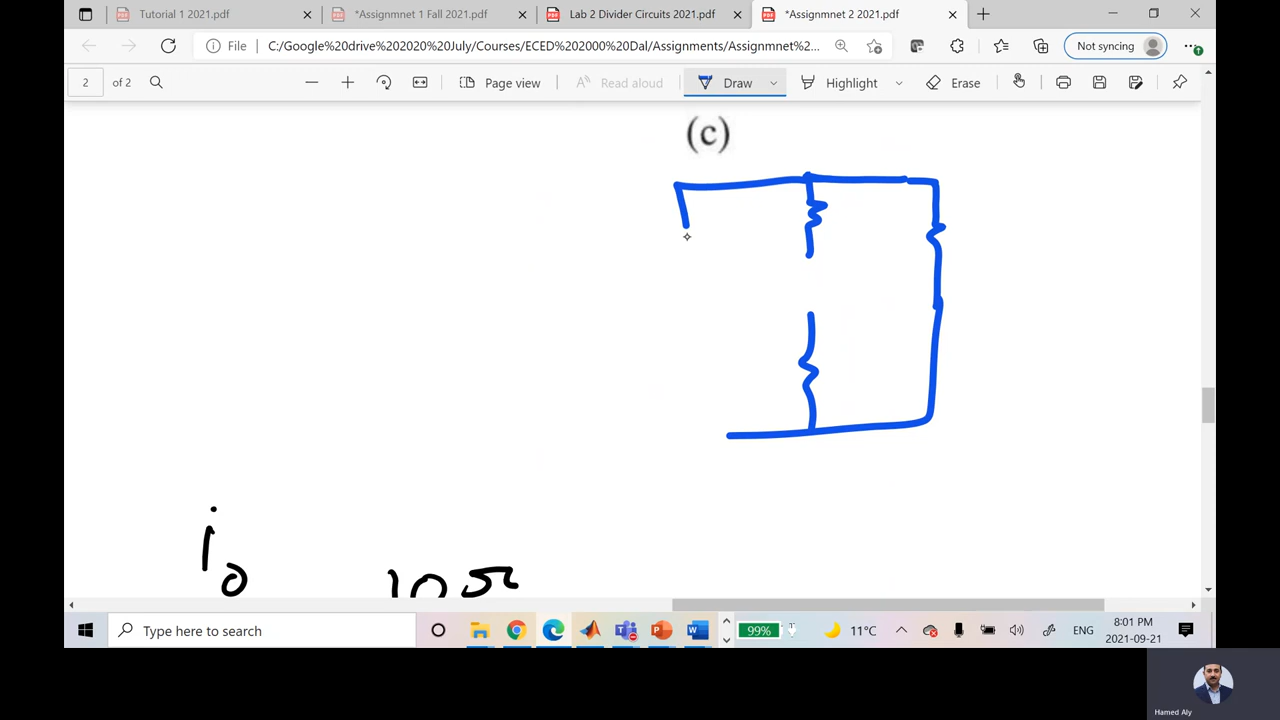 Tutorial 1 2021.pdf
*Assignmnet 1 Fall 2021.pdf
Lab 2 Divider Circuits 2021.pdf
*Assignmnet 2 2021.pdf
File
C:/Google%20drive%202020%20July/Courses/ECED%202000%20Dal/Assignments/Assignmnet%...
Not syncing
2 of 2
Page view
Read aloud
Draw
Highlight
Erase
(c)
i0
10Ω
Type here to search
99%
11°C
ENG
8:01 PM
2021-09-21
Hamed Aly